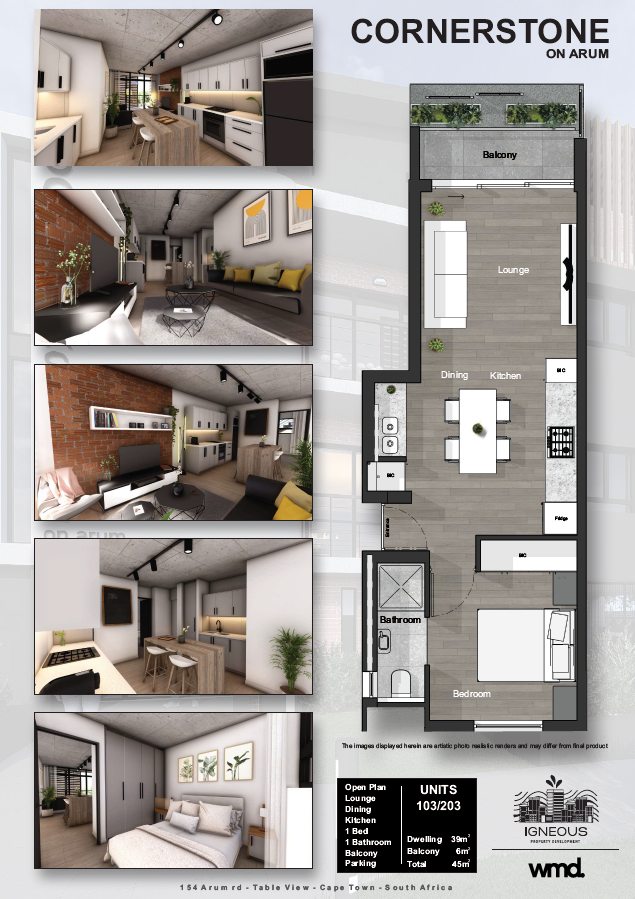 CORNERSTONE
ON ARUM
Balcony
Lounge
Dining
Kitchen
BIC
BIC
Fridge
Entrance
BIC
Bathroom
Bedroom
on arum
The images displayed herein are artistic photo realistic renders and may differ from final product
Open Plan
Lounge
Dining
Kitchen
1 Bed
1 Bathroom
Balcony
Parking
UNITS
103/203
Dwelling 39m²
Balcony 6m²
Total 45m²
IGNEOUS
PROPERTY DEVELOPMENT
wmd.
154 Arum rd - Table View - Cape Town - South Africa